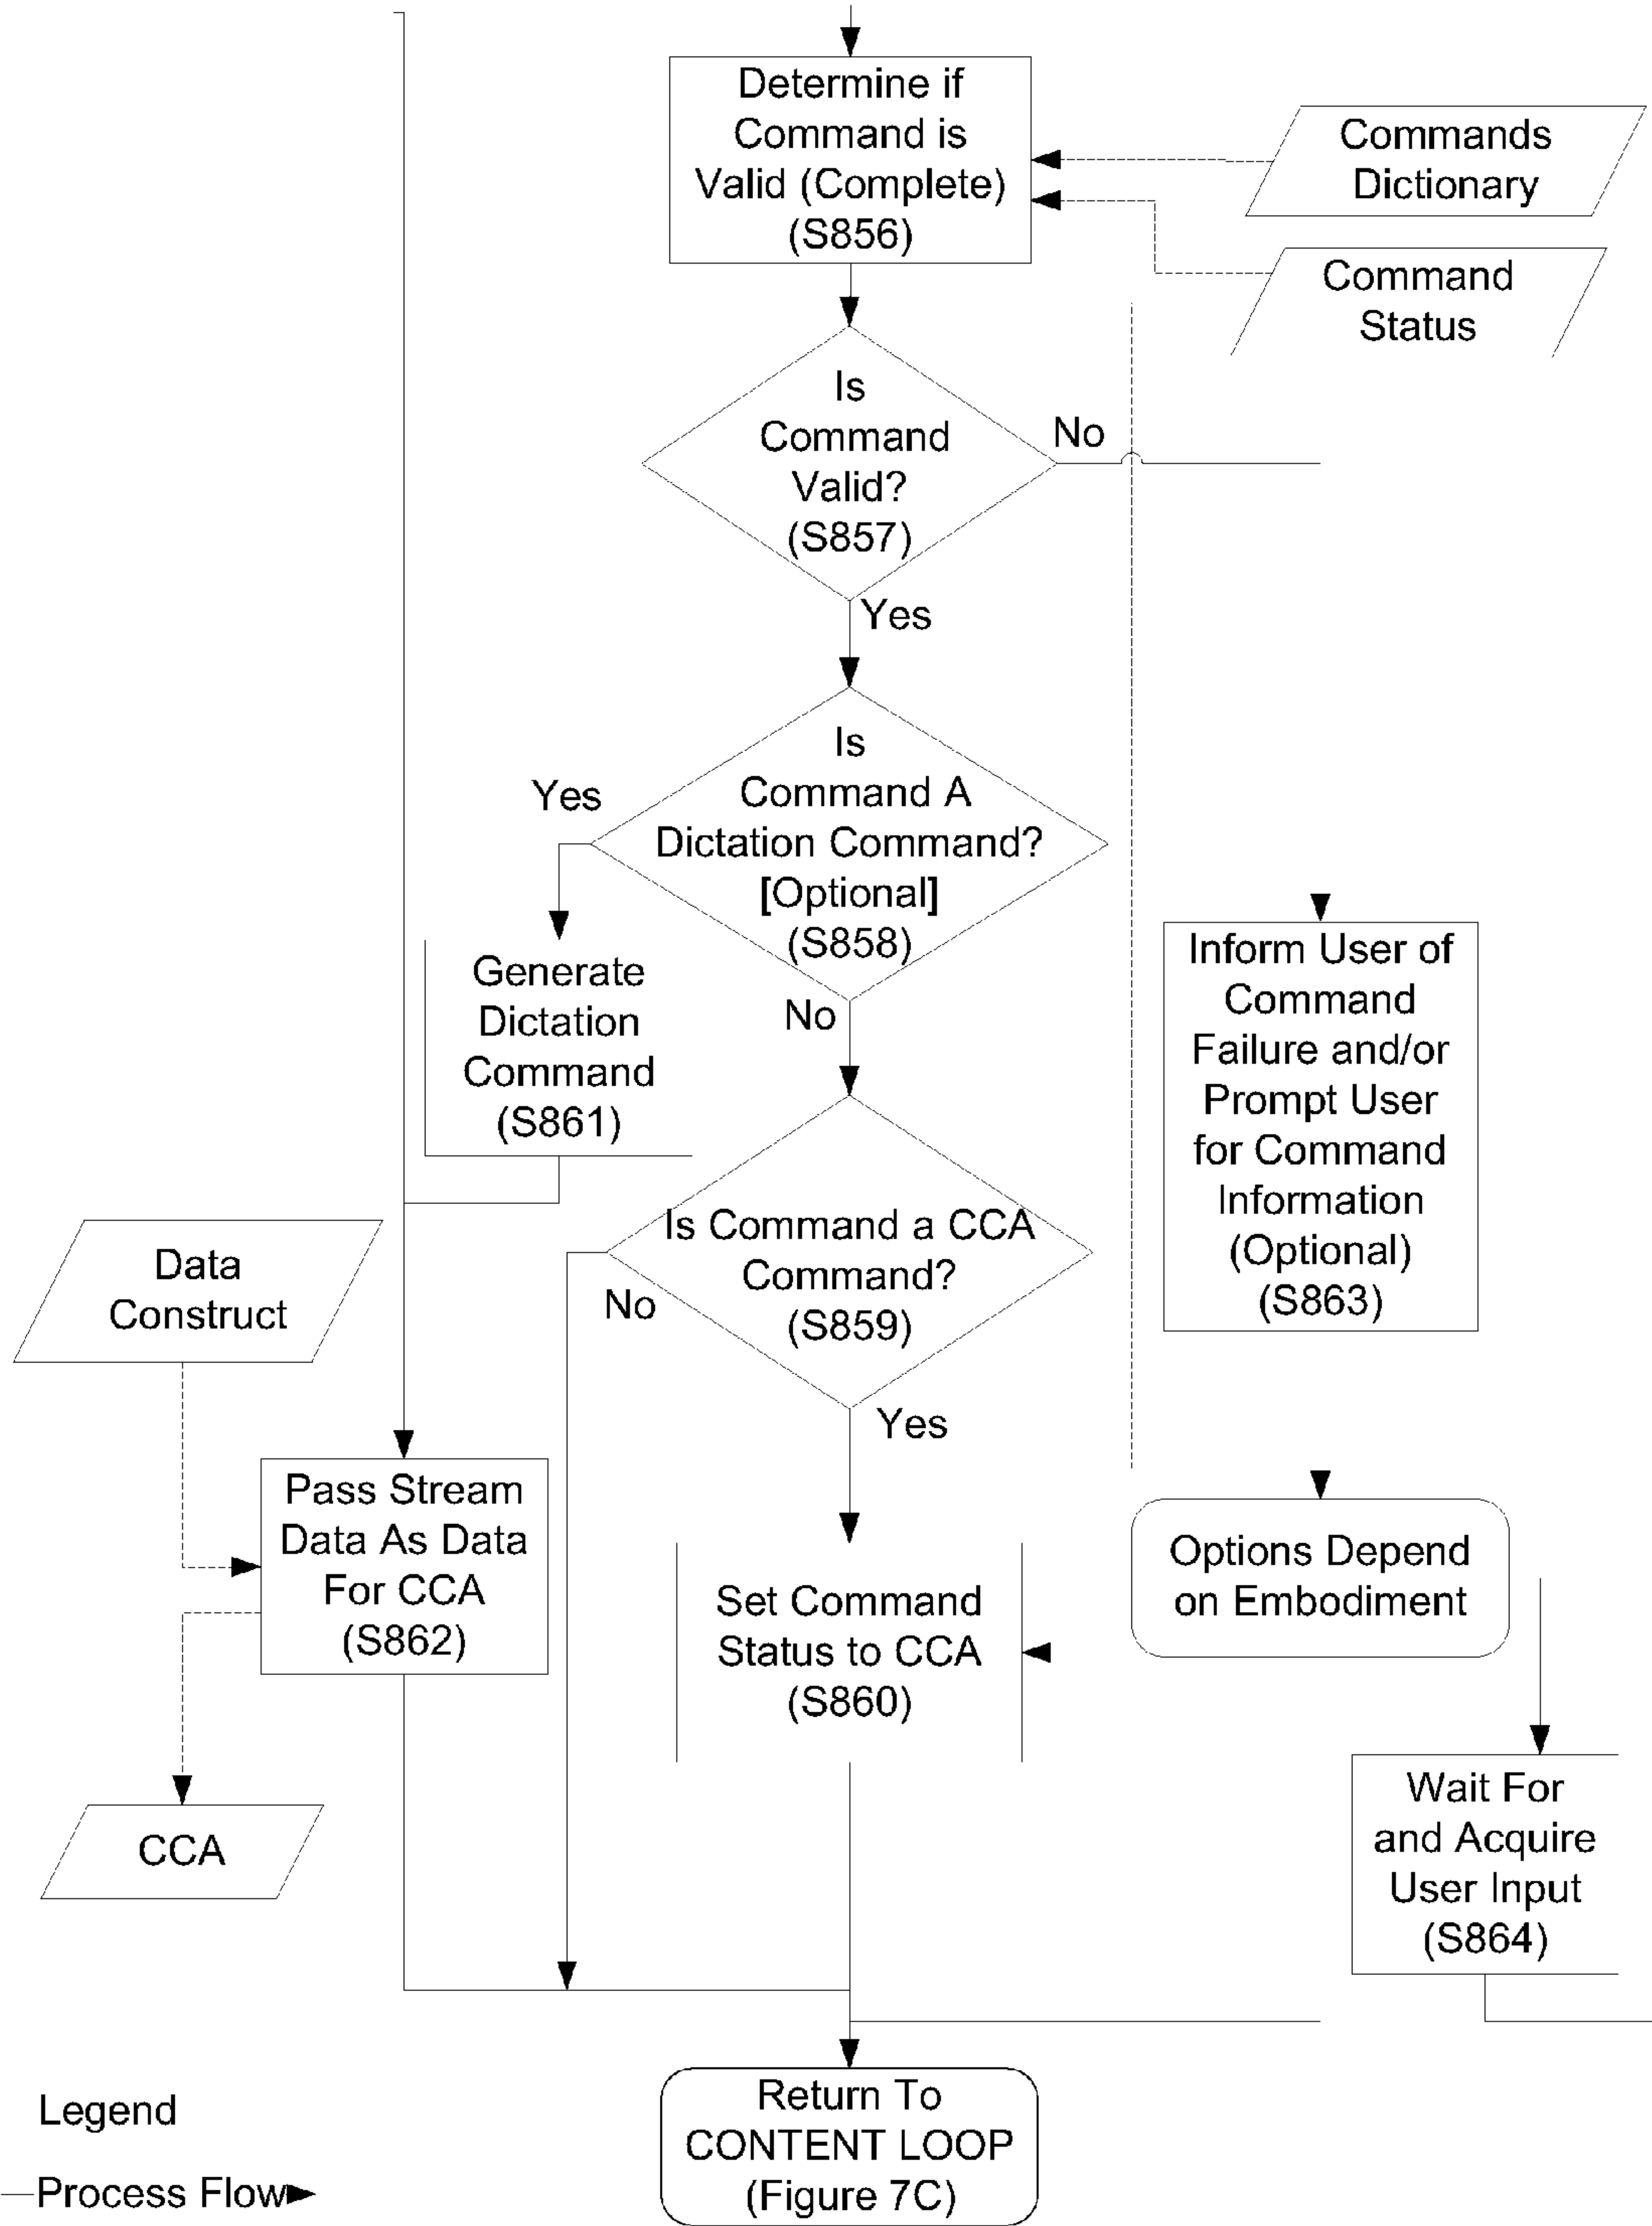 Determine if
Command is
Valid (Complete)
(S856)
Commands
Dictionary
Command
Status
Is
Command
Valid?
(S857)
No
Yes
Is
Command A
Dictation Command?
[Optional]
(S858)
Yes
No
Generate
Dictation
Command
(S861)
Inform User of
Command
Failure and/or
Prompt User
for Command
Information
(Optional)
(S863)
Is Command a CCA
Command?
(S859)
No
Yes
Data
Construct
Pass Stream
Data As Data
For CCA
(S862)
Set Command
Status to CCA
(S860)
Options Depend
on Embodiment
CCA
Wait For
and Acquire
User Input
(S864)
Return To
CONTENT LOOP
(Figure 7C)
Legend
Process Flow